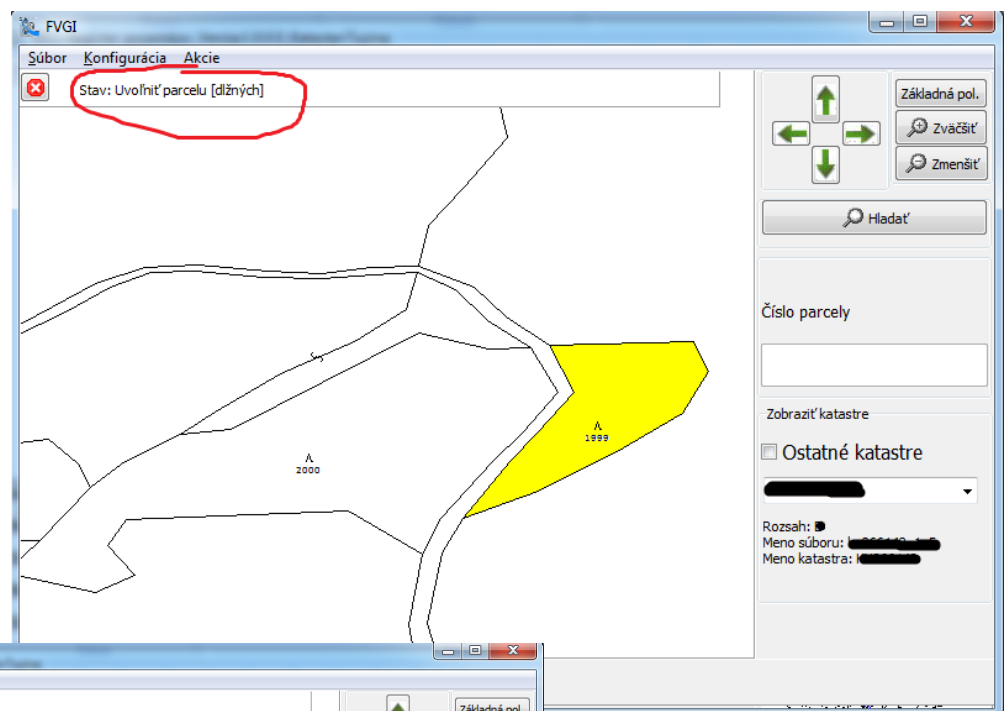 FVGI
Súbor Konfigurácia Akcie
Stav: Uvoľniť parcelu [dlžných]
Základná pol.
Zväčšiť
Zmenšiť
Hladať
Číslo parcely
Zobraziť katastre
Ostatné katastre
Rozsah:
Meno súboru:
Meno katastra:
1999
2000
Základná pol.